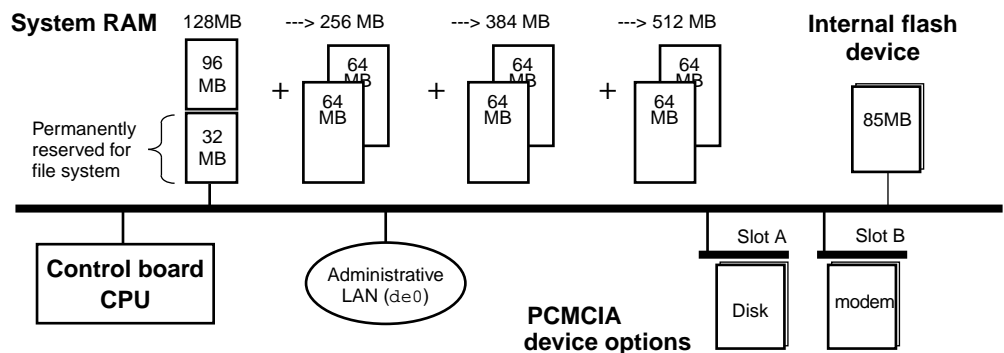 System RAM
128MB
---> 256 MB
---> 384 MB
---> 512 MB
Internal flash
device
96
MB
64
MB
64
MB
64
MB
+
64
MB
+
64
MB
+
64
MB
85MB
Permanently
reserved for
file system
32
MB
Control board
CPU
Administrative
LAN (de0)
Slot A
Slot B
Disk
modem
PCMCIA
device options